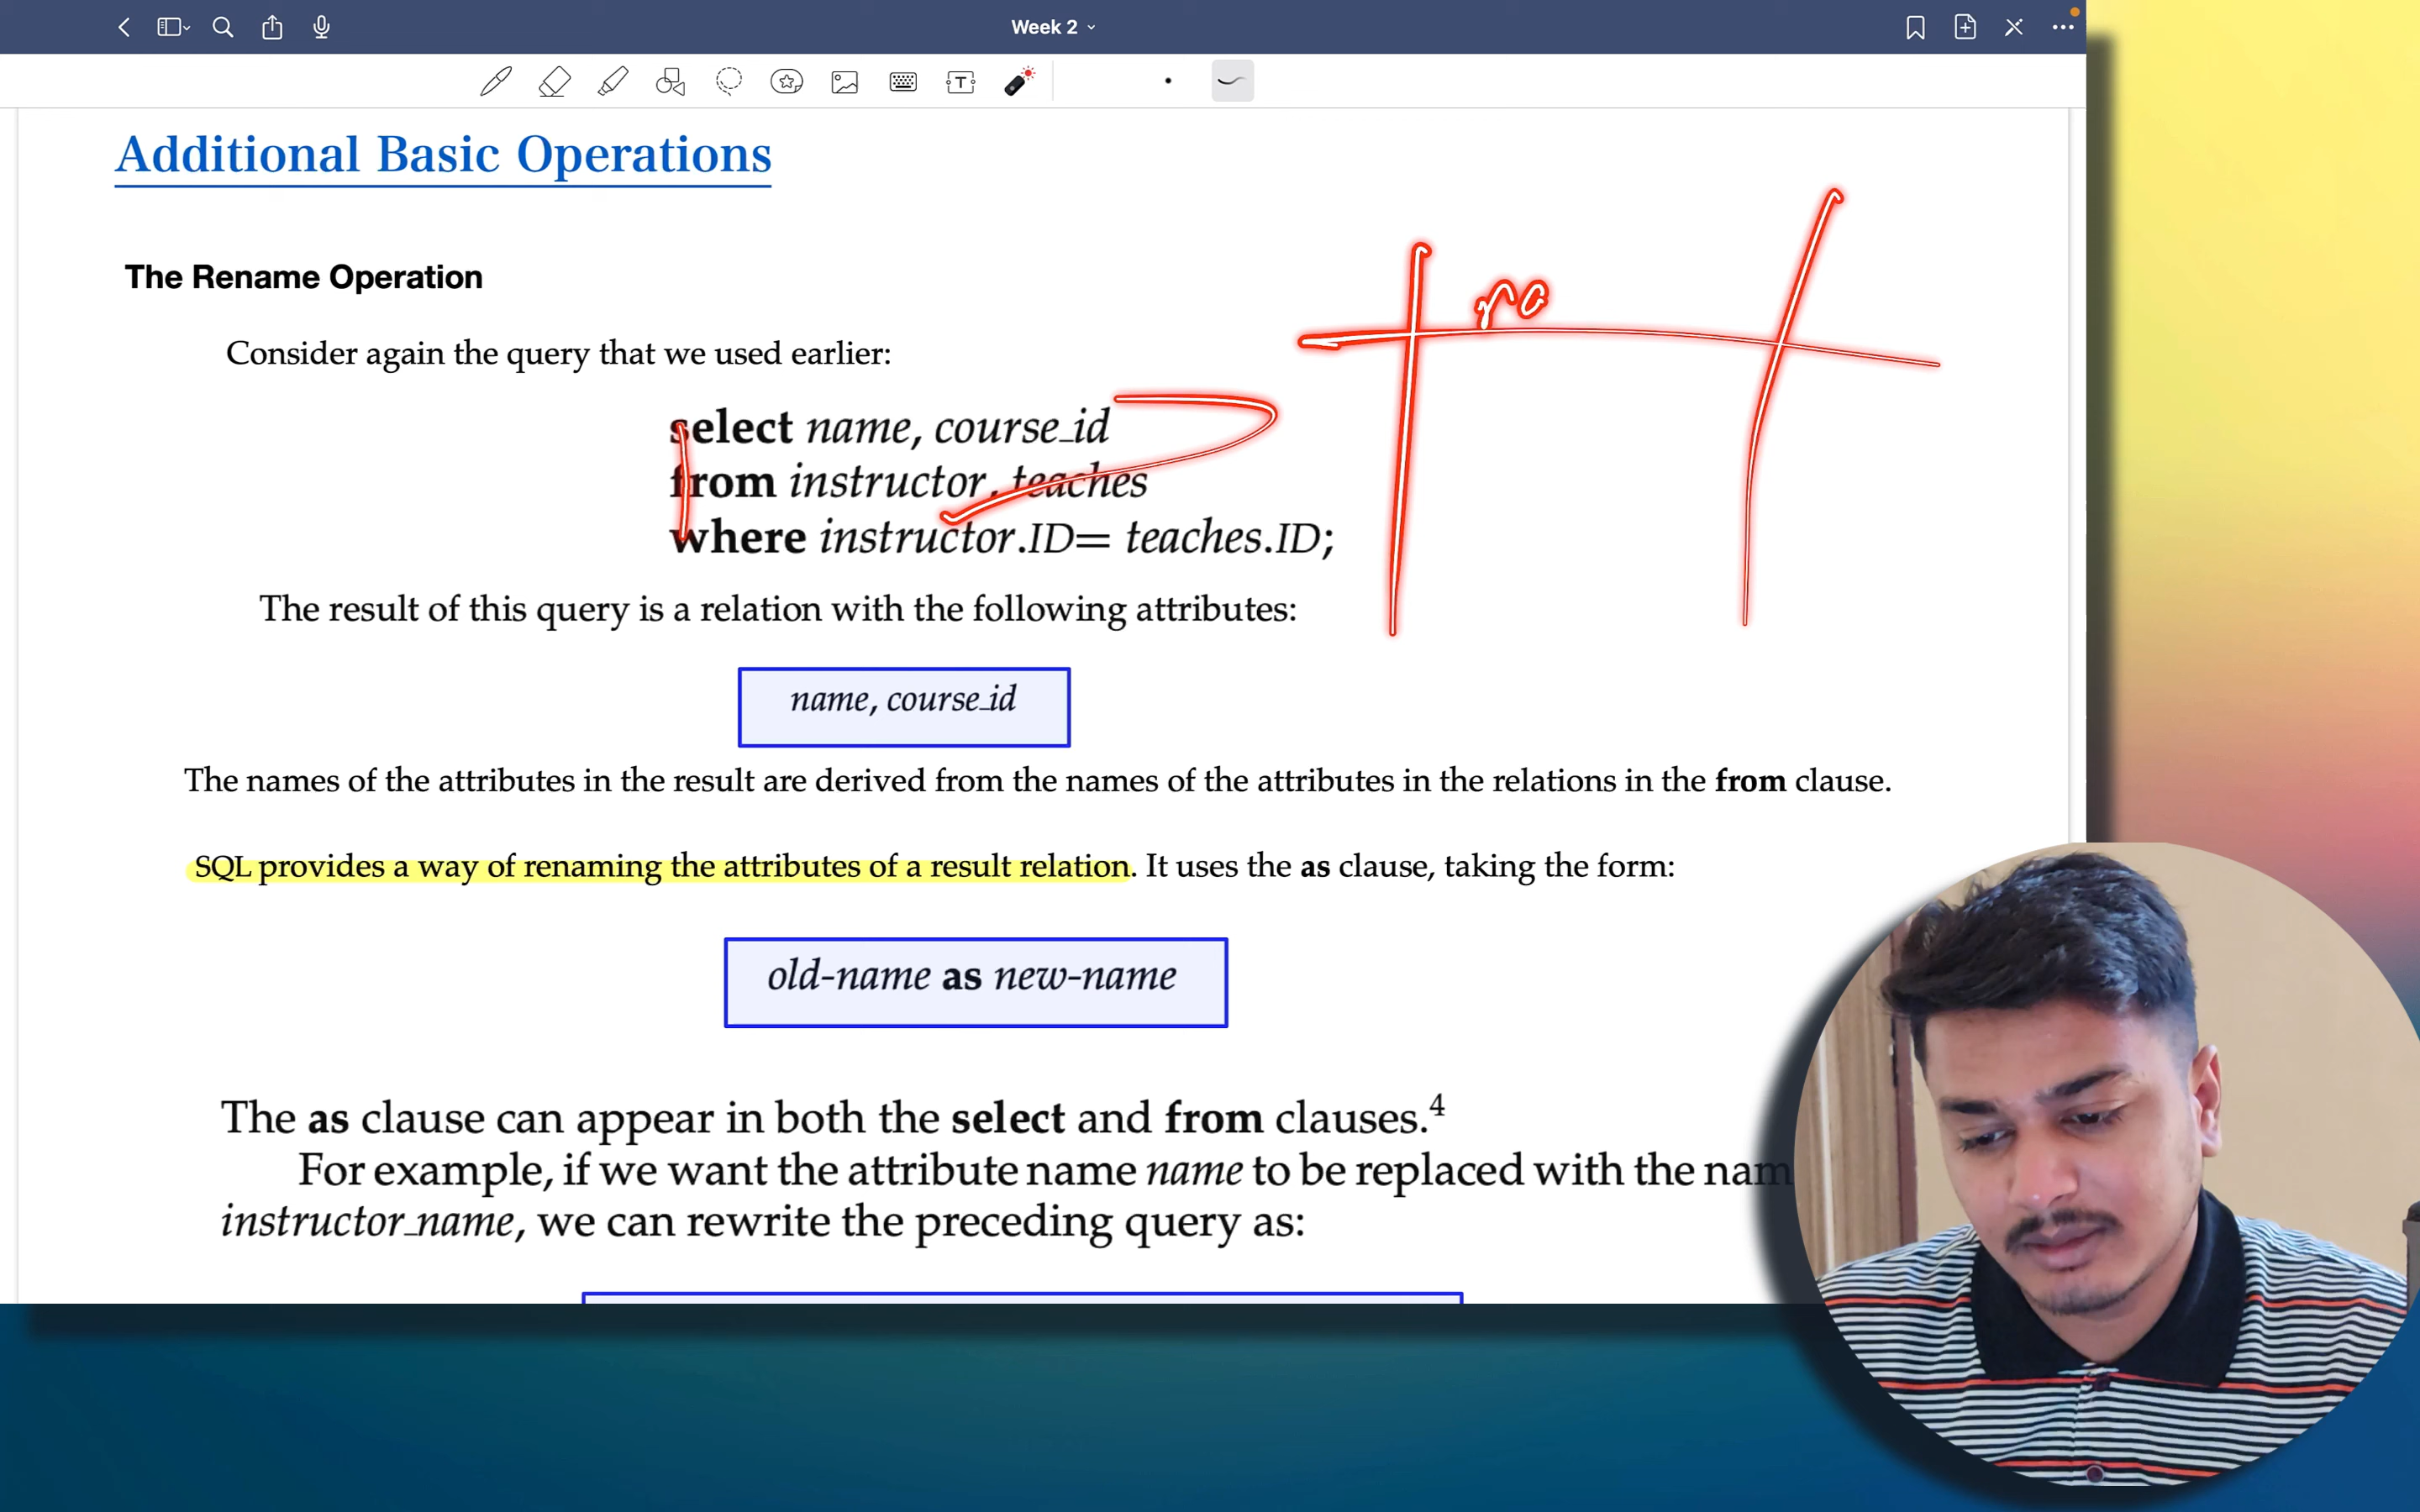 Week 2
Additional Basic Operations
The Rename Operation
Consider again the query that we used earlier:
select name, course_id
from instructor, teaches
where instructor.ID= teaches.ID;
The result of this query is a relation with the following attributes:
name, course_id
The names of the attributes in the result are derived from the names of the attributes in the relations in the from clause.
SQL provides a way of renaming the attributes of a result relation. It uses the as clause, taking the form:
old-name as new-name
The as clause can appear in both the select and from clauses.⁴
For example, if we want the attribute name name to be replaced with the nam
instructor_name, we can rewrite the preceding query as: